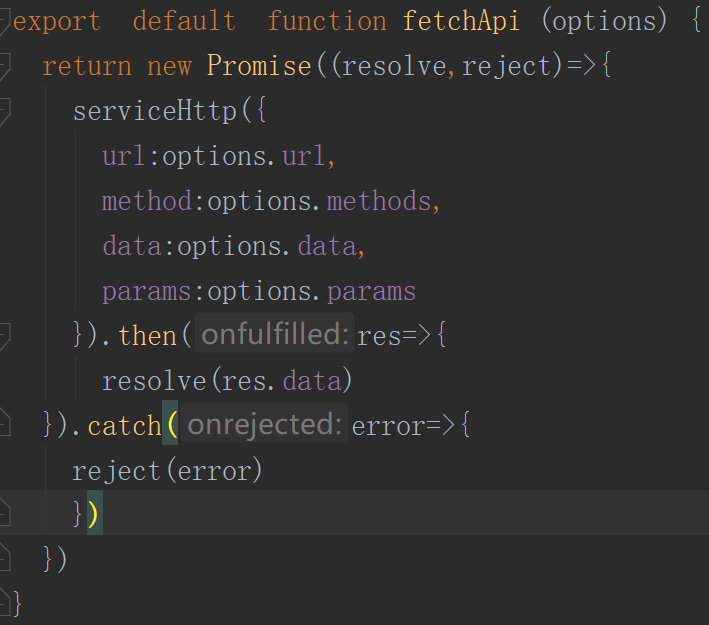 export  default  function fetchApi (options) {
  return new Promise((resolve,reject)=>{
    serviceHttp({
      url:options.url,
      method:options.methods,
      data:options.data,
      params:options.params
    }).then( onfulfilled: res=>{
      resolve(res.data)
  }).catch( onrejected: error=>{
    reject(error)
    })
  })
}